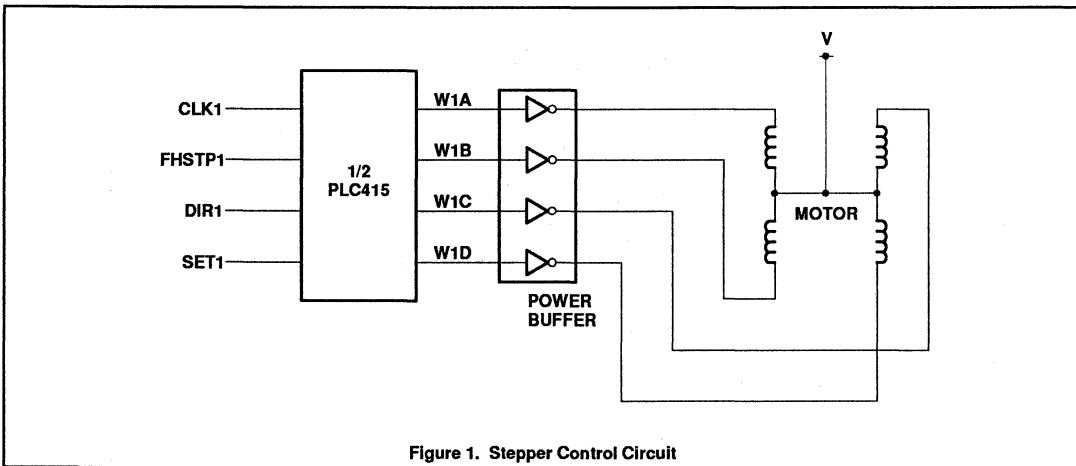 V
CLK1
FHSTP1
DIR1
SET1
1/2
PLC415
W1A
W1B
W1C
W1D
POWER
BUFFER
MOTOR
Figure 1. Stepper Control Circuit